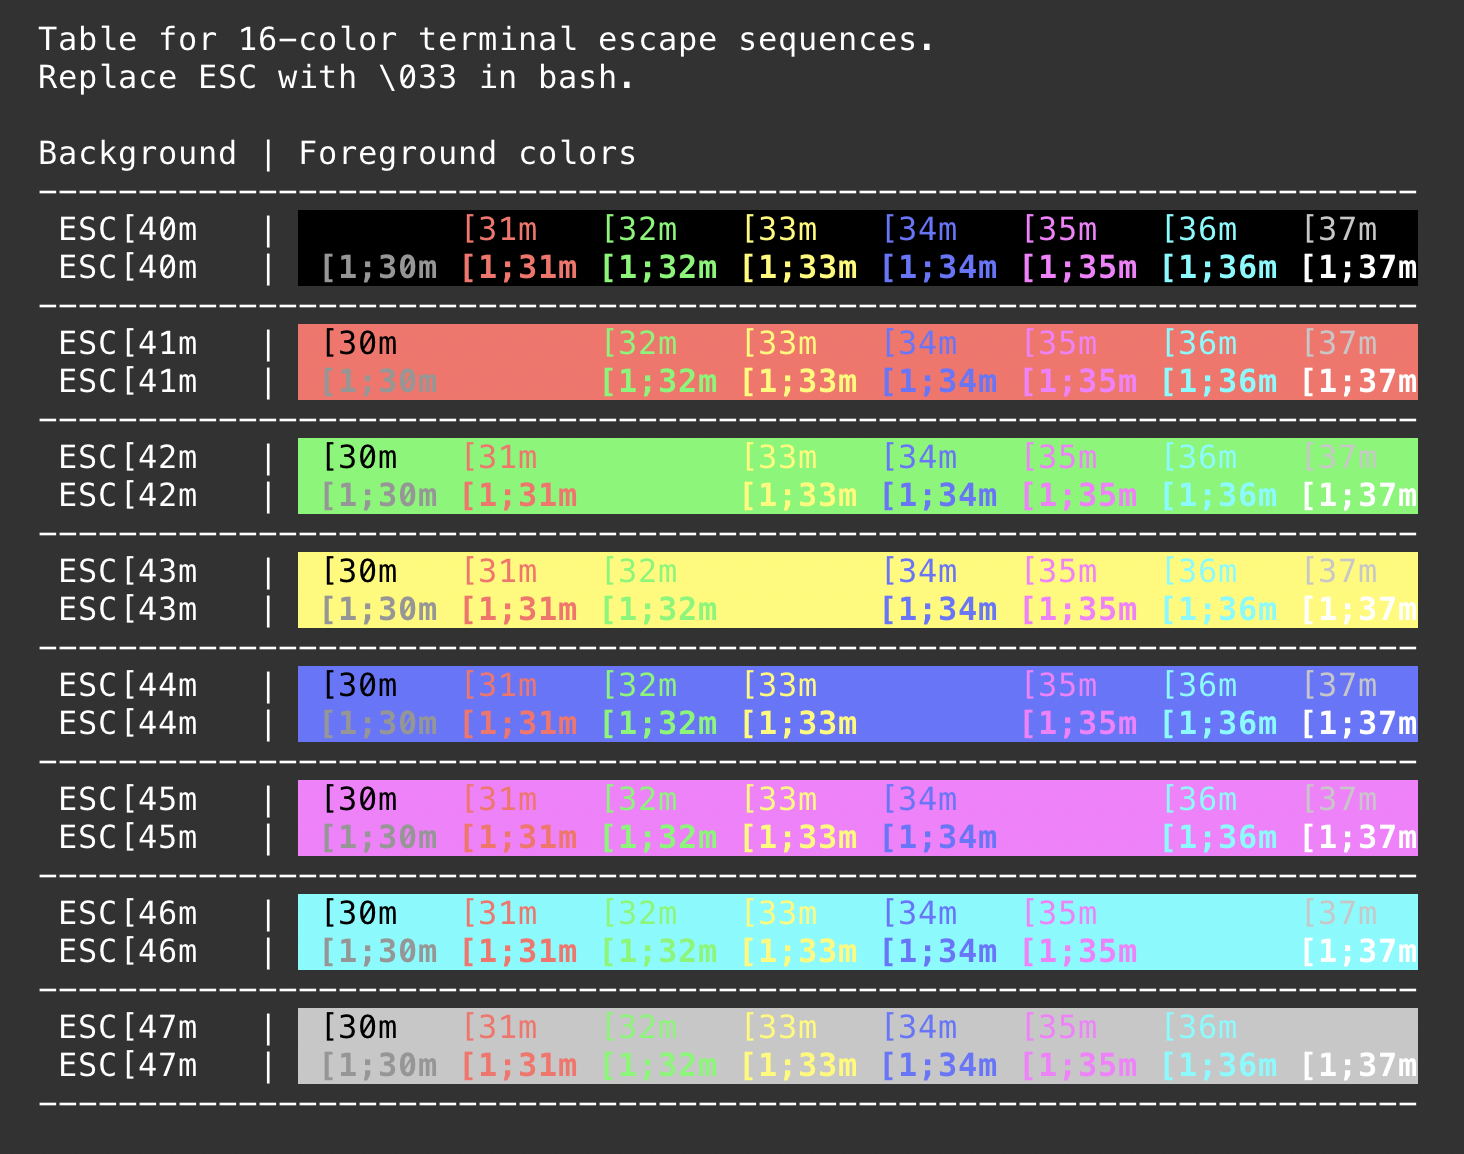 Table for 16-color terminal escape sequences.
Replace ESC with \033 in bash.
Background | Foreground colors
---------------------------------------------------------------------
ESC[40m | [31m [32m [33m [34m [35m [36m [37m
ESC[40m | [1;30m [1;31m [1;32m [1;33m [1;34m [1;35m [1;36m [1;37m
---------------------------------------------------------------------
ESC[41m | [30m [32m [33m [34m [35m [36m [37m
ESC[41m | [1;30m [1;32m [1;33m [1;34m [1;35m [1;36m [1;37m
---------------------------------------------------------------------
ESC[42m | [30m [31m [33m [34m [35m [36m [37m
ESC[42m | [1;30m [1;31m [1;33m [1;34m [1;35m [1;36m [1;37m
---------------------------------------------------------------------
ESC[43m | [30m [31m [32m [34m [35m [36m [37m
ESC[43m | [1;30m [1;31m [1;32m [1;34m [1;35m [1;36m [1;37m
---------------------------------------------------------------------
ESC[44m | [30m [31m [32m [33m [35m [36m [37m
ESC[44m | [1;30m [1;31m [1;32m [1;33m [1;35m [1;36m [1;37m
---------------------------------------------------------------------
ESC[45m | [30m [31m [32m [33m [34m [36m [37m
ESC[45m | [1;30m [1;31m [1;32m [1;33m [1;34m [1;36m [1;37m
---------------------------------------------------------------------
ESC[46m | [30m [31m [32m [33m [34m [35m [37m
ESC[46m | [1;30m [1;31m [1;32m [1;33m [1;34m [1;35m [1;37m
---------------------------------------------------------------------
ESC[47m | [30m [31m [32m [33m [34m [35m [36m
ESC[47m | [1;30m [1;31m [1;32m [1;33m [1;34m [1;35m [1;36m [1;37m
---------------------------------------------------------------------